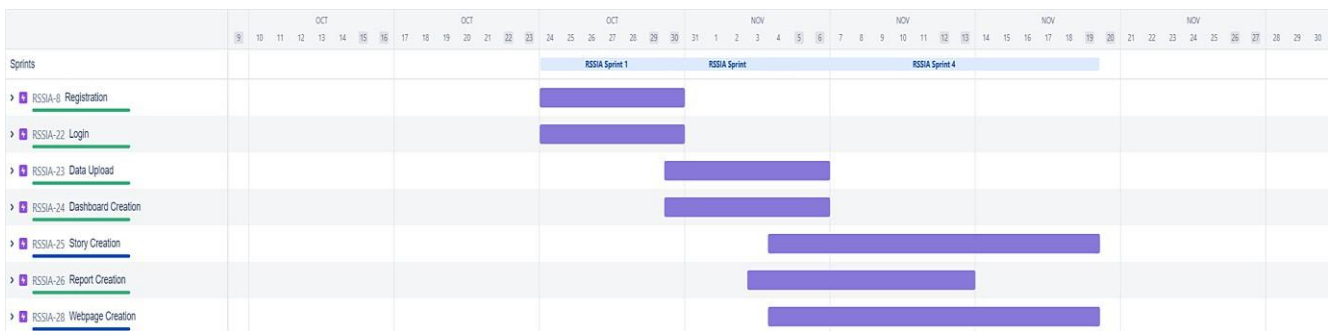 OCT OCT OCT NOV NOV NOV NOV
9 10 11 12 13 14 15 16 17 18 19 20 21 22 23 24 25 26 27 28 29 30 31 1 2 3 4 5 6 7 8 9 10 11 12 13 14 15 16 17 18 19 20 21 22 23 24 25 26 27 28 29 30
Sprints RSSIA Sprint 1 RSSIA Sprint RSSIA Sprint 4
RSSIA-8 Registration
RSSIA-22 Login
RSSIA-23 Data Upload
RSSIA-24 Dashboard Creation
RSSIA-25 Story Creation
RSSIA-26 Report Creation
RSSIA-28 Webpage Creation